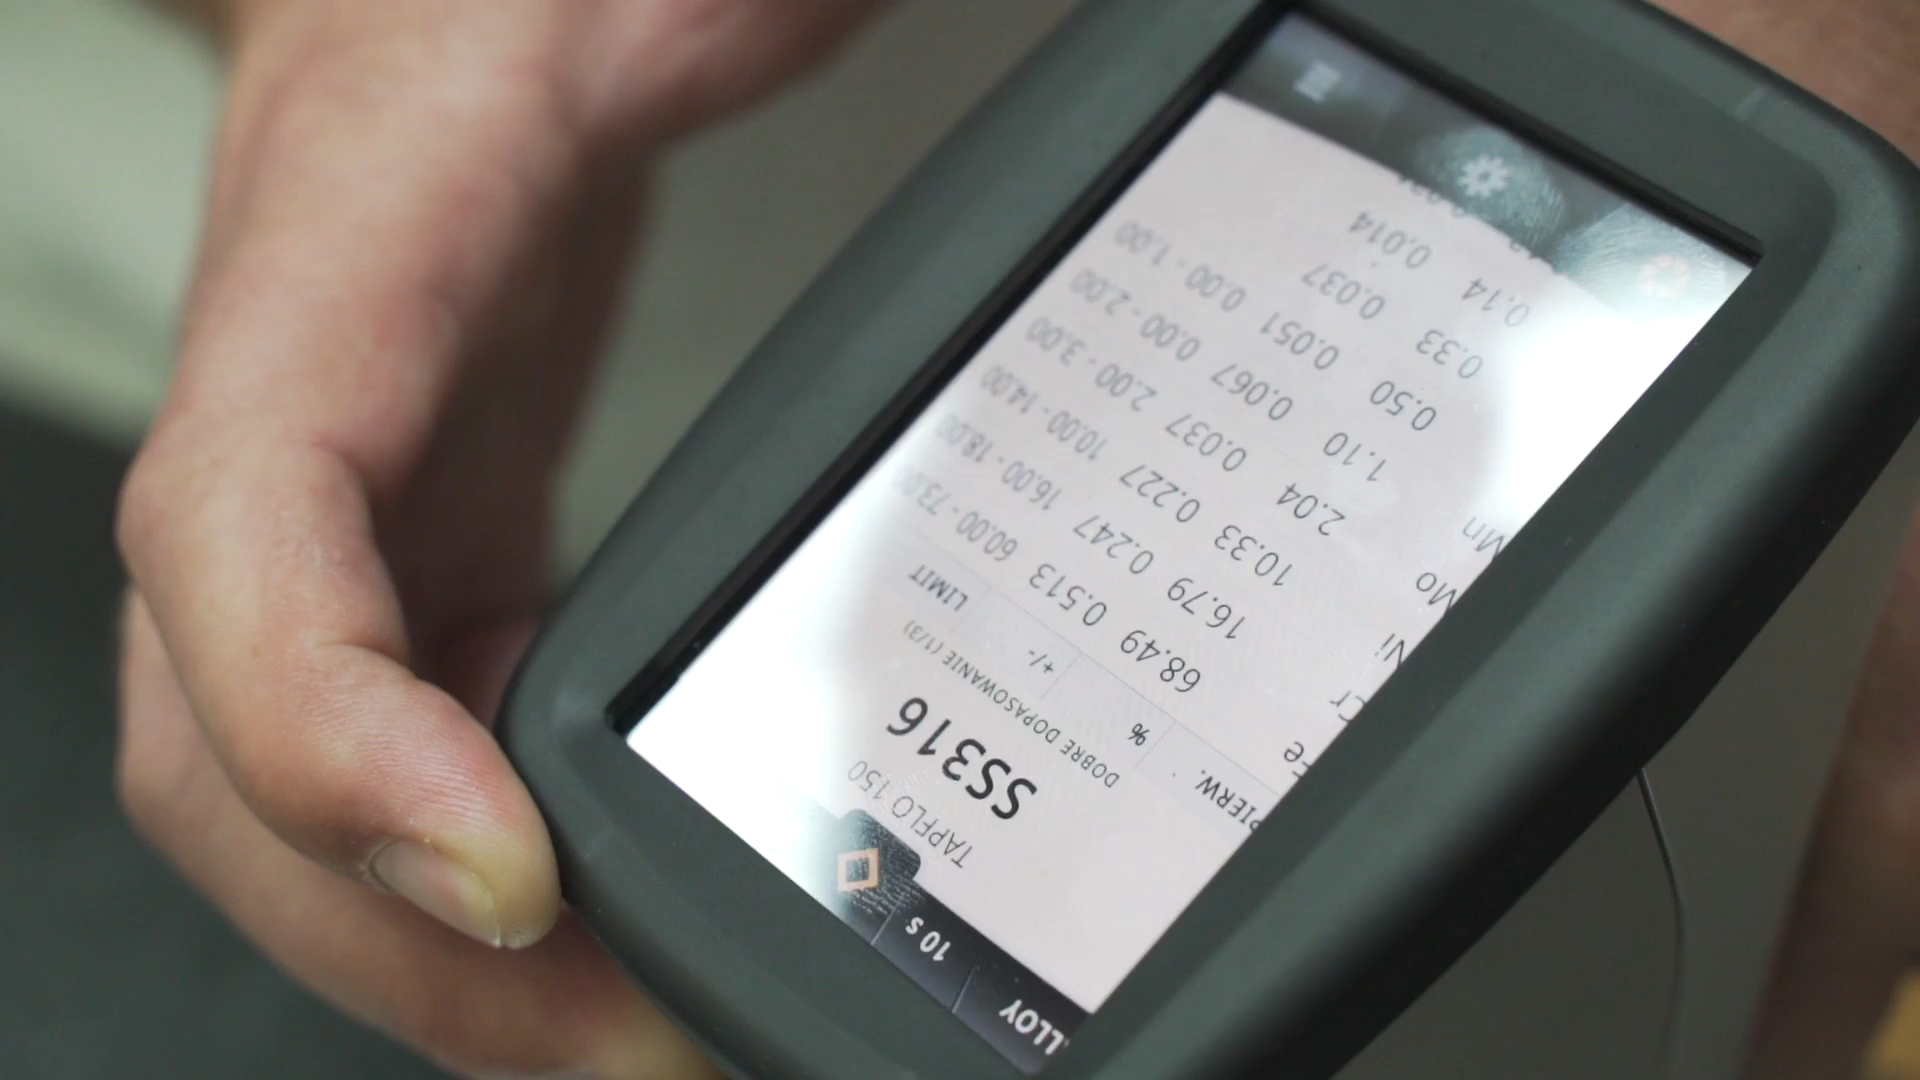 LLOY 10 s
TAPFLO 150
SS316
DOBRE DOPASOWANIE (1/3)
PIERW. % +/- LIMIT
Fe 68.49 0.513 60.00 - 73.0
Cr 16.79 0.247 16.00 - 18.00
Ni 10.33 0.227 10.00 - 14.00
Mo 2.04 0.037 2.00 - 3.00
Mn 1.10 0.067 0.00 - 2.00
0.50 0.051 0.00 - 1.00
0.33 0.037
0.14 0.014